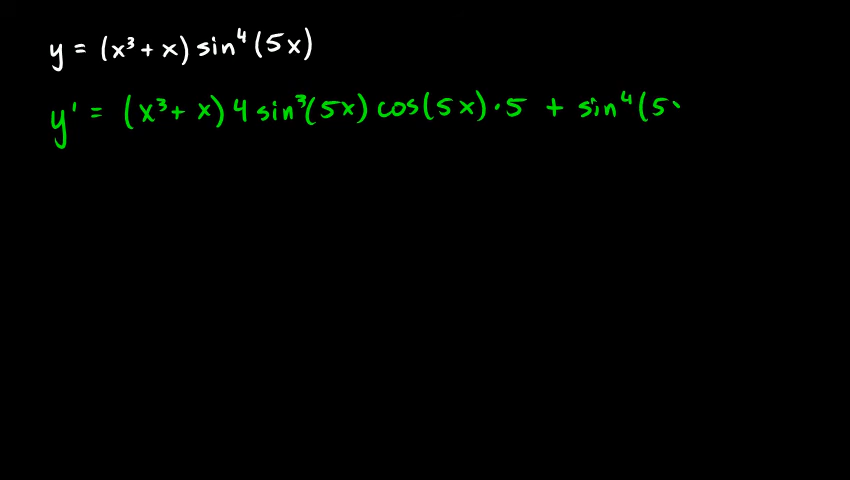 y = (x³ + x) sin⁴ (5x)
y' = (x³ + x) 4 sin³(5x) cos(5x) · 5 + sin⁴(5